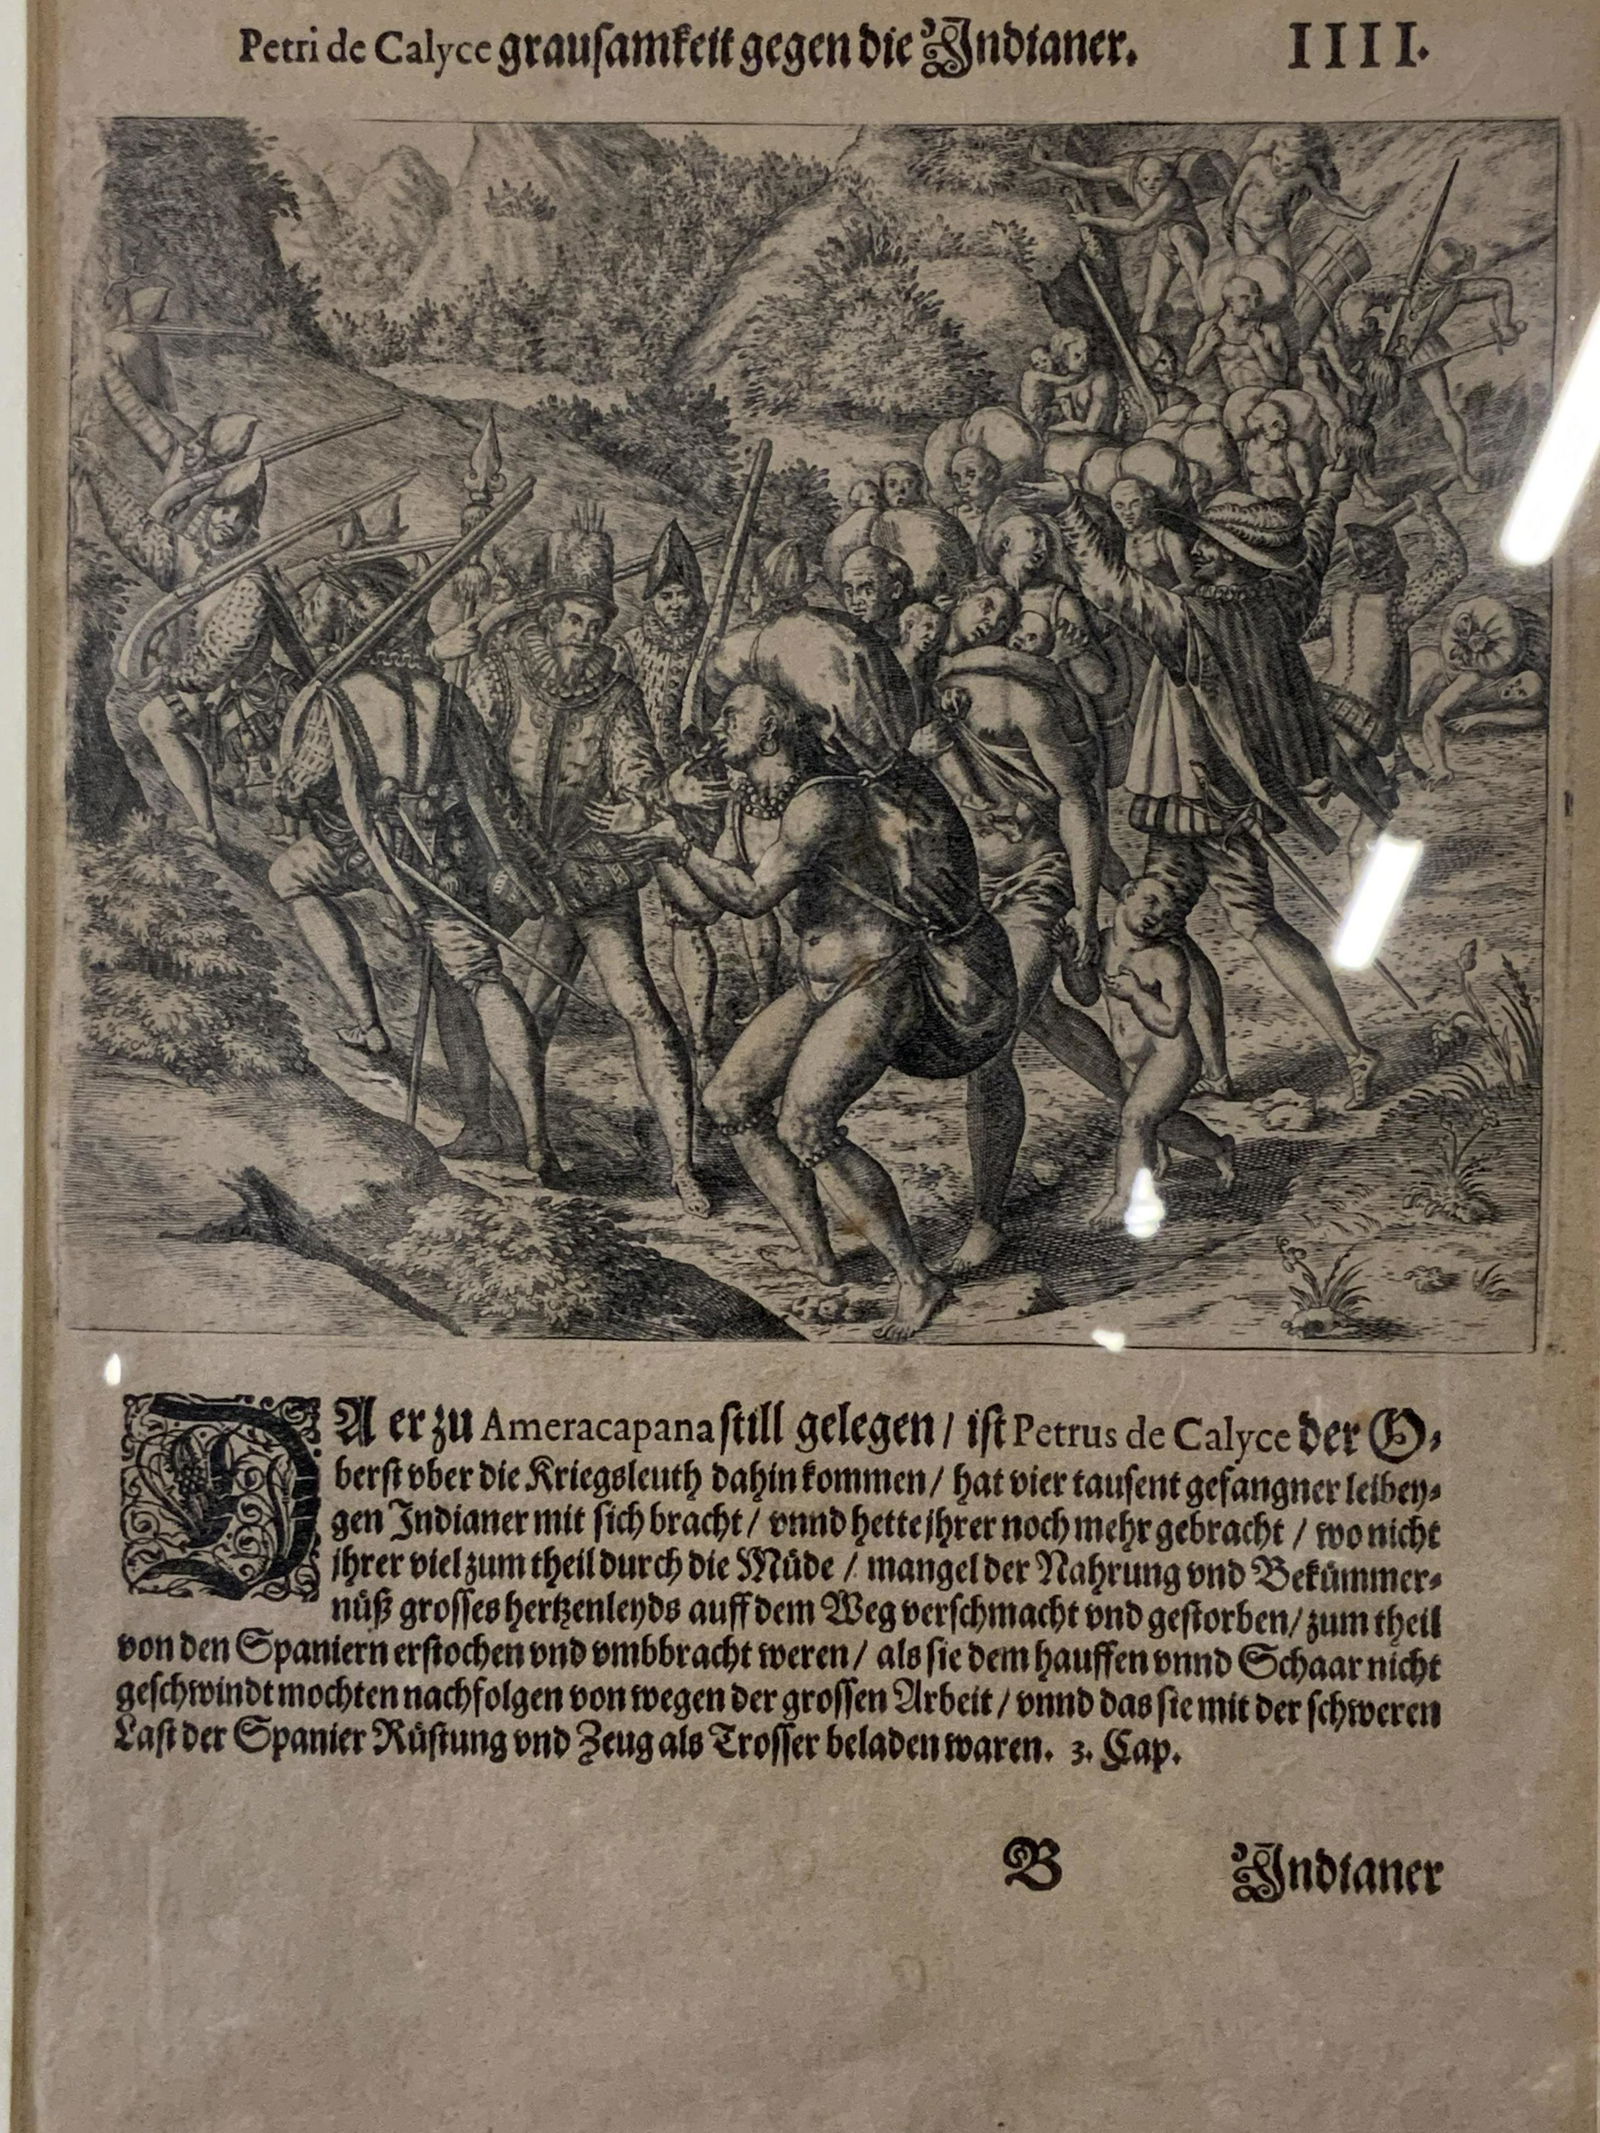 Petri de Calyce grausamkeit gegen die Indianer. IIII.
DA er zu Ameracapana still gelegen / ist Petrus de Calyce der O-
berst vber die Kriegsleuth dahin kommen / hat vier tausent gefangner leibey-
gen Indianer mit sich bracht / vnnd hette jhrer noch mehr gebracht / wo nicht
jhrer viel zum theil durch die Müde / mangel der Nahrung vnd Bekümmer-
nüß grosses hertzenleyds auff dem Weg verschmacht vnd gestorben / zum theil
von den Spaniern erstochen vnd vmbbracht weren / als sie dem hauffen vnnd Schaar nicht
geschwindt mochten nachfolgen von wegen der grossen Arbeit / vnnd das sie mit der schweren
Last der Spanier Rüstung vnd Zeug als Trosser beladen waren. 3. Cap.
B Indianer